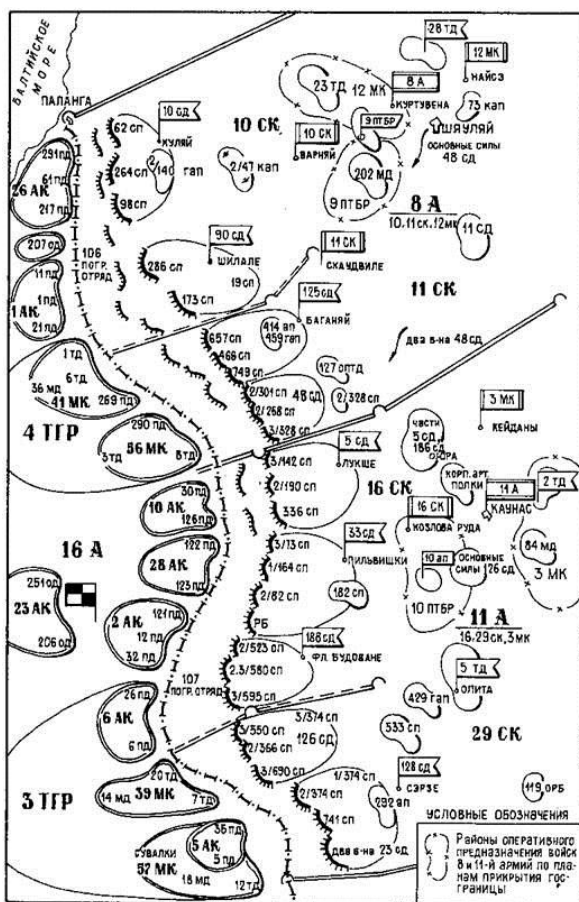 БАЛТИЙСКОЕ
МОРЕ
ПАЛАНГА
28 ТД
12 МК
НАЙСЭ
23 ТД
12 МК
8 А
КУРТУВЕНА
73 кап
9 ПТБР
ШЯУЛЯЙ
ОСНОВНЫЕ
СИЛЫ
48 СД
10 СД
КУЛЯЙ
62 сп
10 СК
10 СК
ВАРНЯЙ
264 сп
2/140 гап
2/47 кап
98 сп
202 МД
9 ПТБР
8 А
10, 11 ск, 12 мк
11 сд
291 пд
61 пд
26 АК
217 пд
207 од
11 пд
1 пд
1 АК
21 пд
106
ПОГР.
ОТРЯД
90 СД
ШИЛАЛЕ
11 СК
СКАУДВИЛЕ
286 сп
19 сп
173 сп
11 СК
125 СД
БАГАНЯЙ
657 сп
414 ап
459 гап
466 сп
749 сп
два б-на 48 сд
127 оптд
1 тд
6 тд
36 мд
41 МК
269 пд
4 ТГР
2/301 сп
48 СД
2/268 сп
2/328 сп
3/328 сп
3 МК
КЕЙДАНЫ
290 пд
56 МК
3 тд
8 тд
5 СД
ЛУКШЕ
3/142 сп
2/190 сп
336 сп
части
5 сд,
188 сд
КОРП. АРТ.
ПОЛКИ
16 СК
11 А
КАУНАС
2 ТД
16 СК
КОЗЛОВА РУДА
84 мд
3 МК
30 пд
10 АК
126 пд
16 А
122 пд
28 АК
123 пд
33 СД
ПИЛЬВИШКИ
3/73 сп
1/164 сп
182 сп
2/82 сп
10 ап
ОСНОВНЫЕ
СИЛЫ 126 сд
10 ПТБР
11 А
16, 29 ск, 3 мк
251 од
23 АК
206 од
121 пд
2 АК
12 пд
32 пд
РБ
188 СД
ФЛ. БУДОВАНЕ
2/523 сп
2.3/580 сп
3/595 сп
107
ПОГР. ОТРЯД
5 ТД
ОЛИТА
429 гап
29 СК
26 пд
6 АК
6 пд
3/374 сп
3/550 сп
126 СД
2/366 сп
3/690 сп
533 сп
3 ТГР
20 тд
14 мд
39 МК
7 тд
1/374 сп
128 СД
СЭРЗЕ
2/374 сп
292 ап
741 сп
119 ОРБ
два б-на 23 сд
СУВАЛКИ
35 пд
5 АК
5 пд
57 МК
18 мд
12 тд
УСЛОВНЫЕ ОБОЗНАЧЕНИЯ
Районы оперативного
предназначения войск
8 и 11-й армий по пла-
нам прикрытия гос-
границы